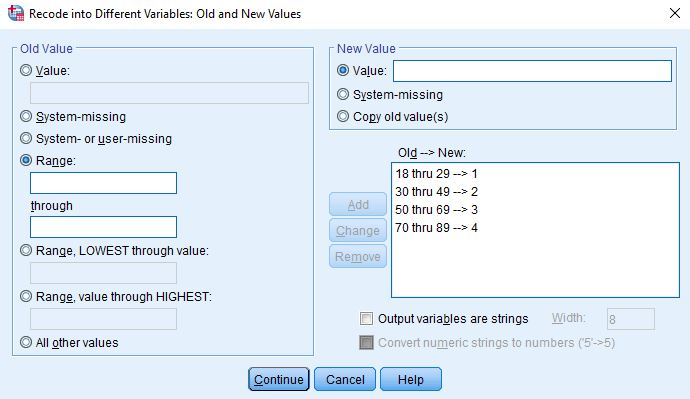 Recode into Different Variables: Old and New Values
Old Value
Value:
System-missing
System- or user-missing
Range:
through
Range, LOWEST through value:
Range, value through HIGHEST:
All other values
New Value
Value:
System-missing
Copy old value(s)
Old --> New:
18 thru 29 --> 1
30 thru 49 --> 2
50 thru 69 --> 3
70 thru 89 --> 4
Add
Change
Remove
Output variables are strings Width: 8
Convert numeric strings to numbers ('5'->5)
Continue Cancel Help